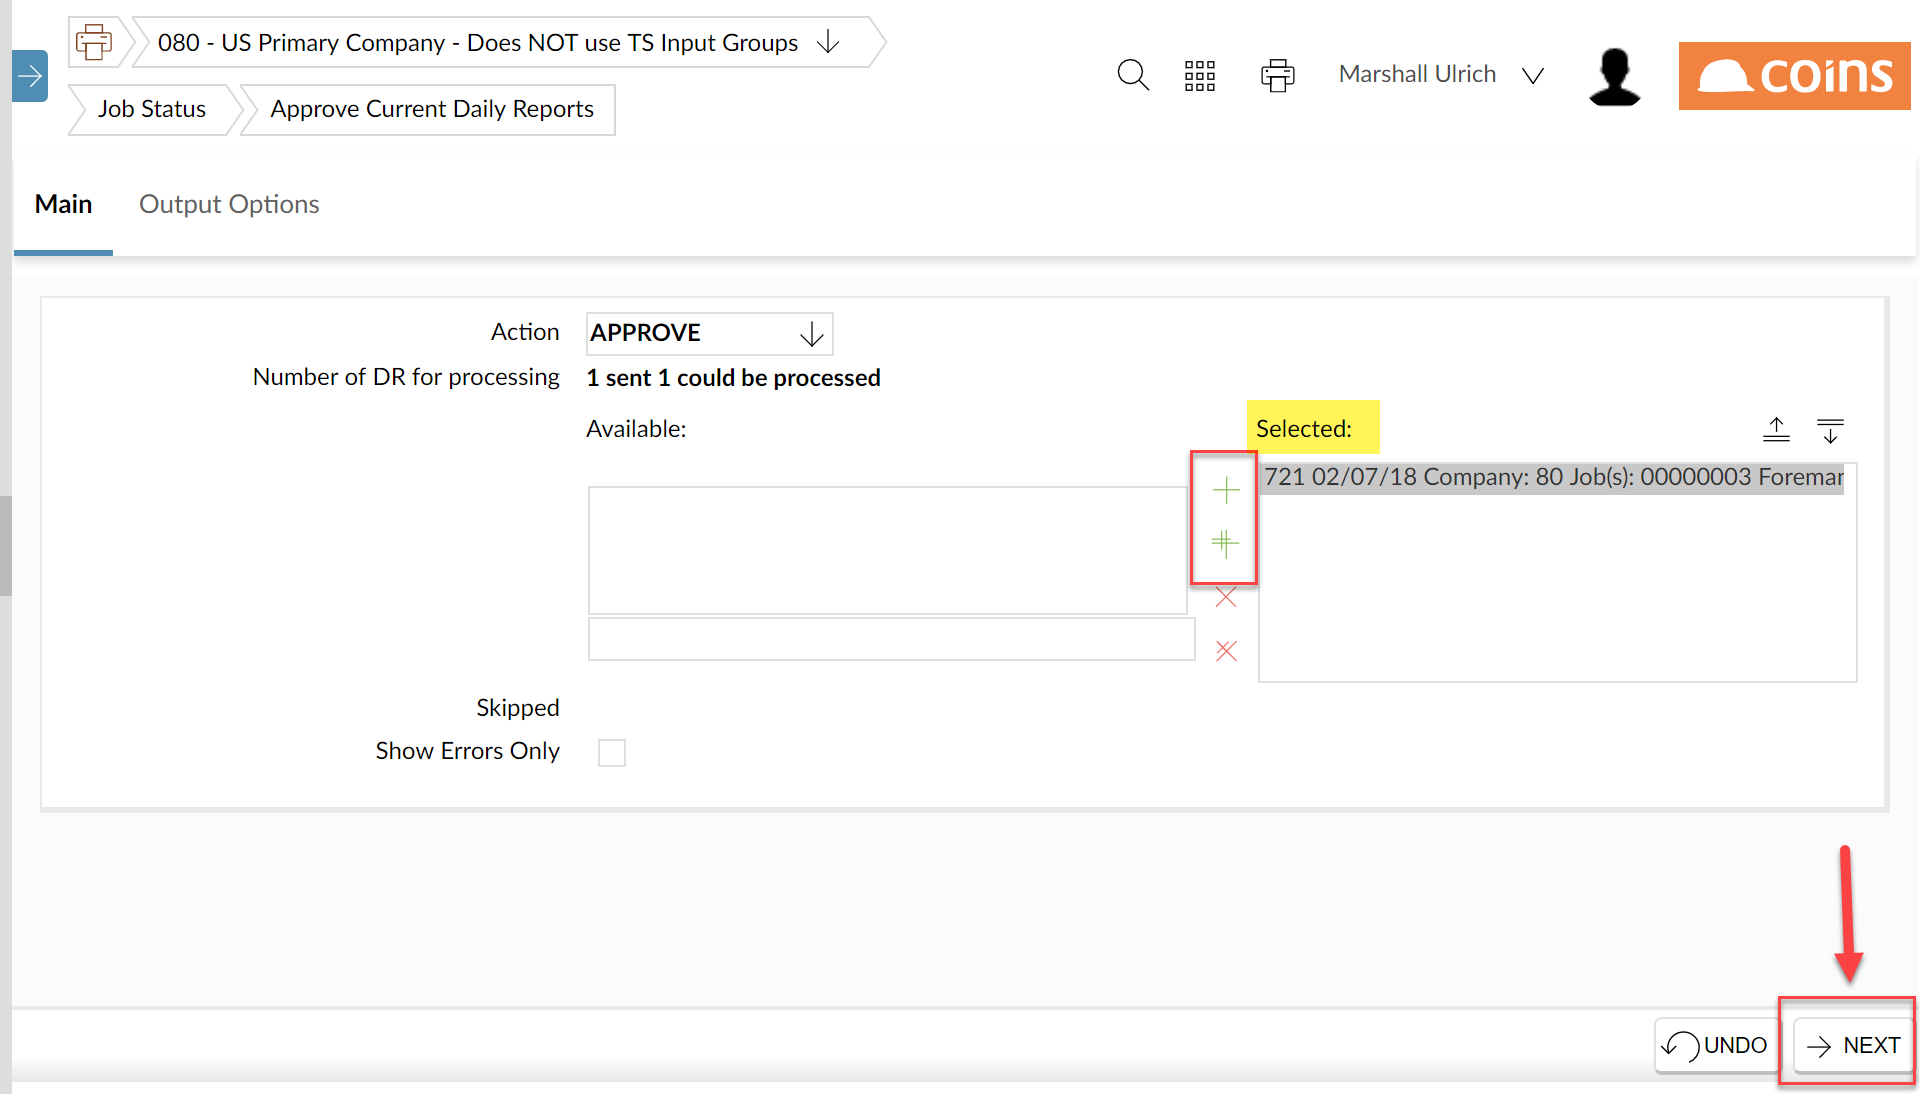 080 - US Primary Company - Does NOT use TS Input Groups
Marshall Ulrich
coins
Job Status
Approve Current Daily Reports
Main
Output Options
Action
APPROVE
Number of DR for processing
1 sent 1 could be processed
Available:
Selected:
721 02/07/18 Company: 80 Job(s): 00000003 Foreman
Skipped
Show Errors Only
UNDO
NEXT